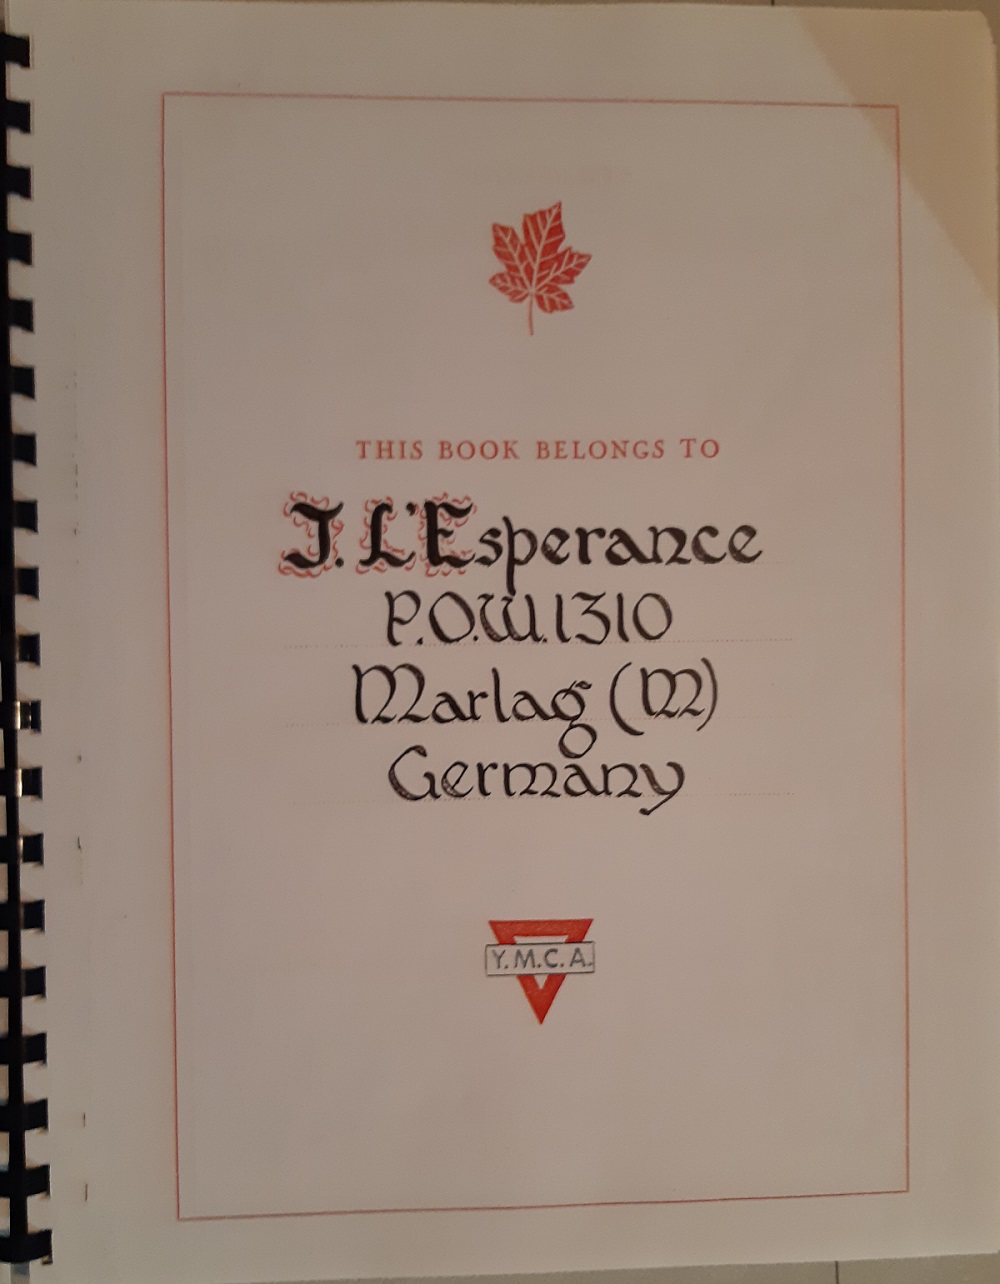 THIS BOOK BELONGS TO
J. L'Esperance
P.O.W. 1310
Marlag (M)
Germany
Y.M.C.A.